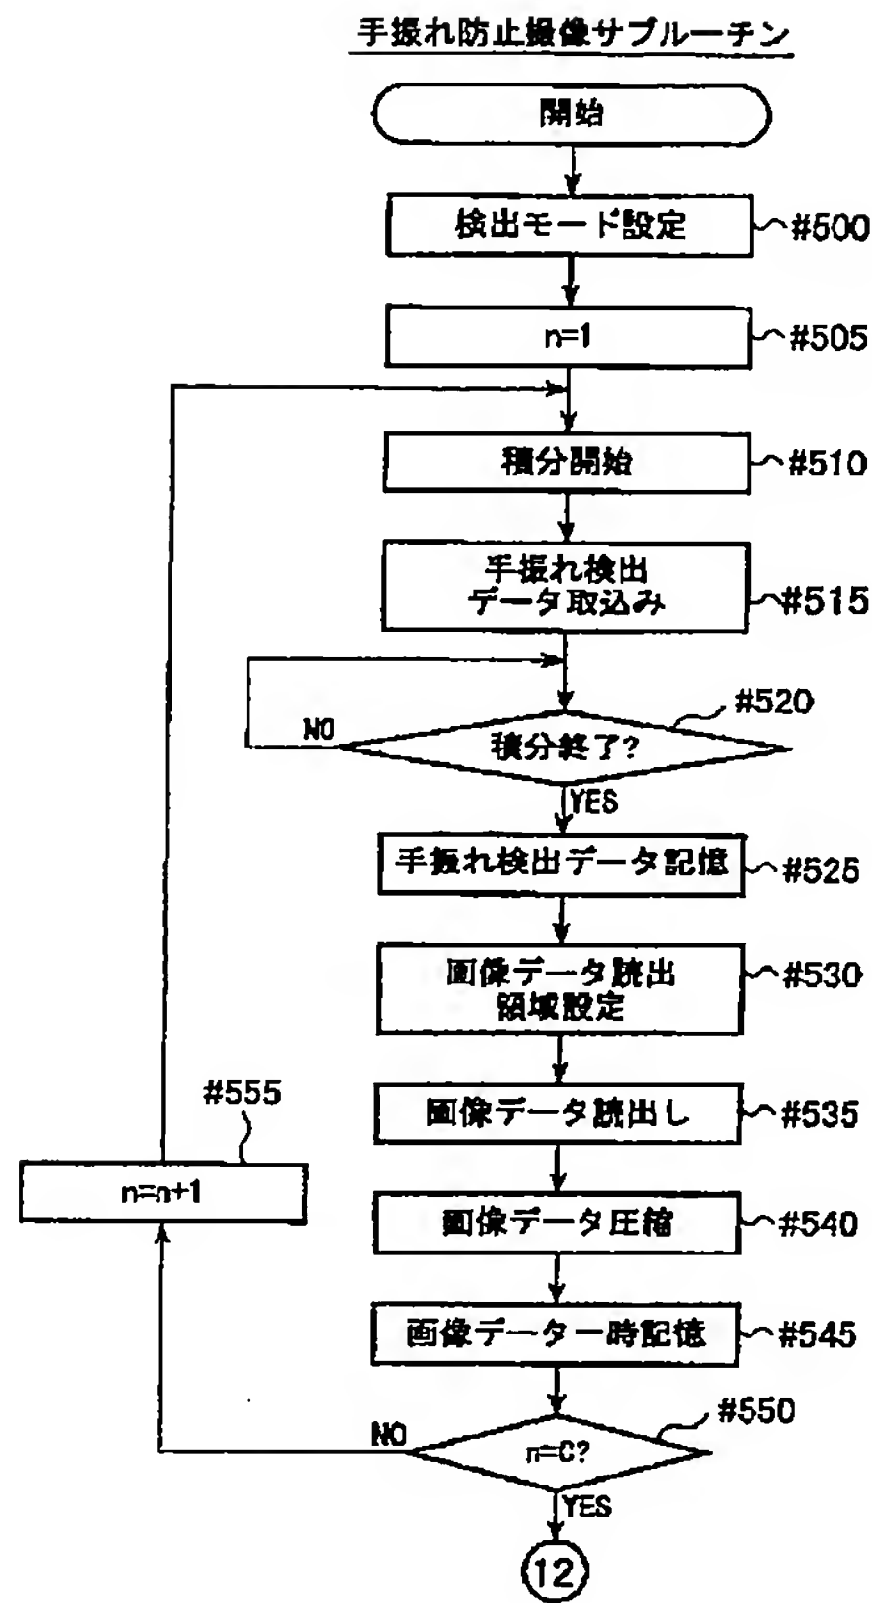 手振れ防止撮像サブルーチン
開始
検出モード設定
#500
n=1
#505
積分開始
#510
手振れ検出
データ取込み
#515
#520
NO
積分終了?
YES
手振れ検出データ記憶
#525
画像データ読出
領域設定
#530
画像データ読出し
#535
#555
n=n+1
画像データ圧縮
#540
画像データ一時記憶
#545
#550
NO
n=C?
YES
12